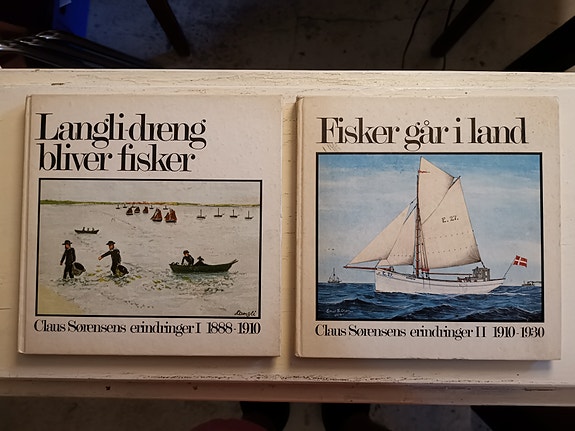 Langli-dreng
bliver fisker
Langli
Claus Sørensens erindringer I 1888-1910
Fisker går i land
E. 27.
Claus Sørensens erindringer II 1910-1930